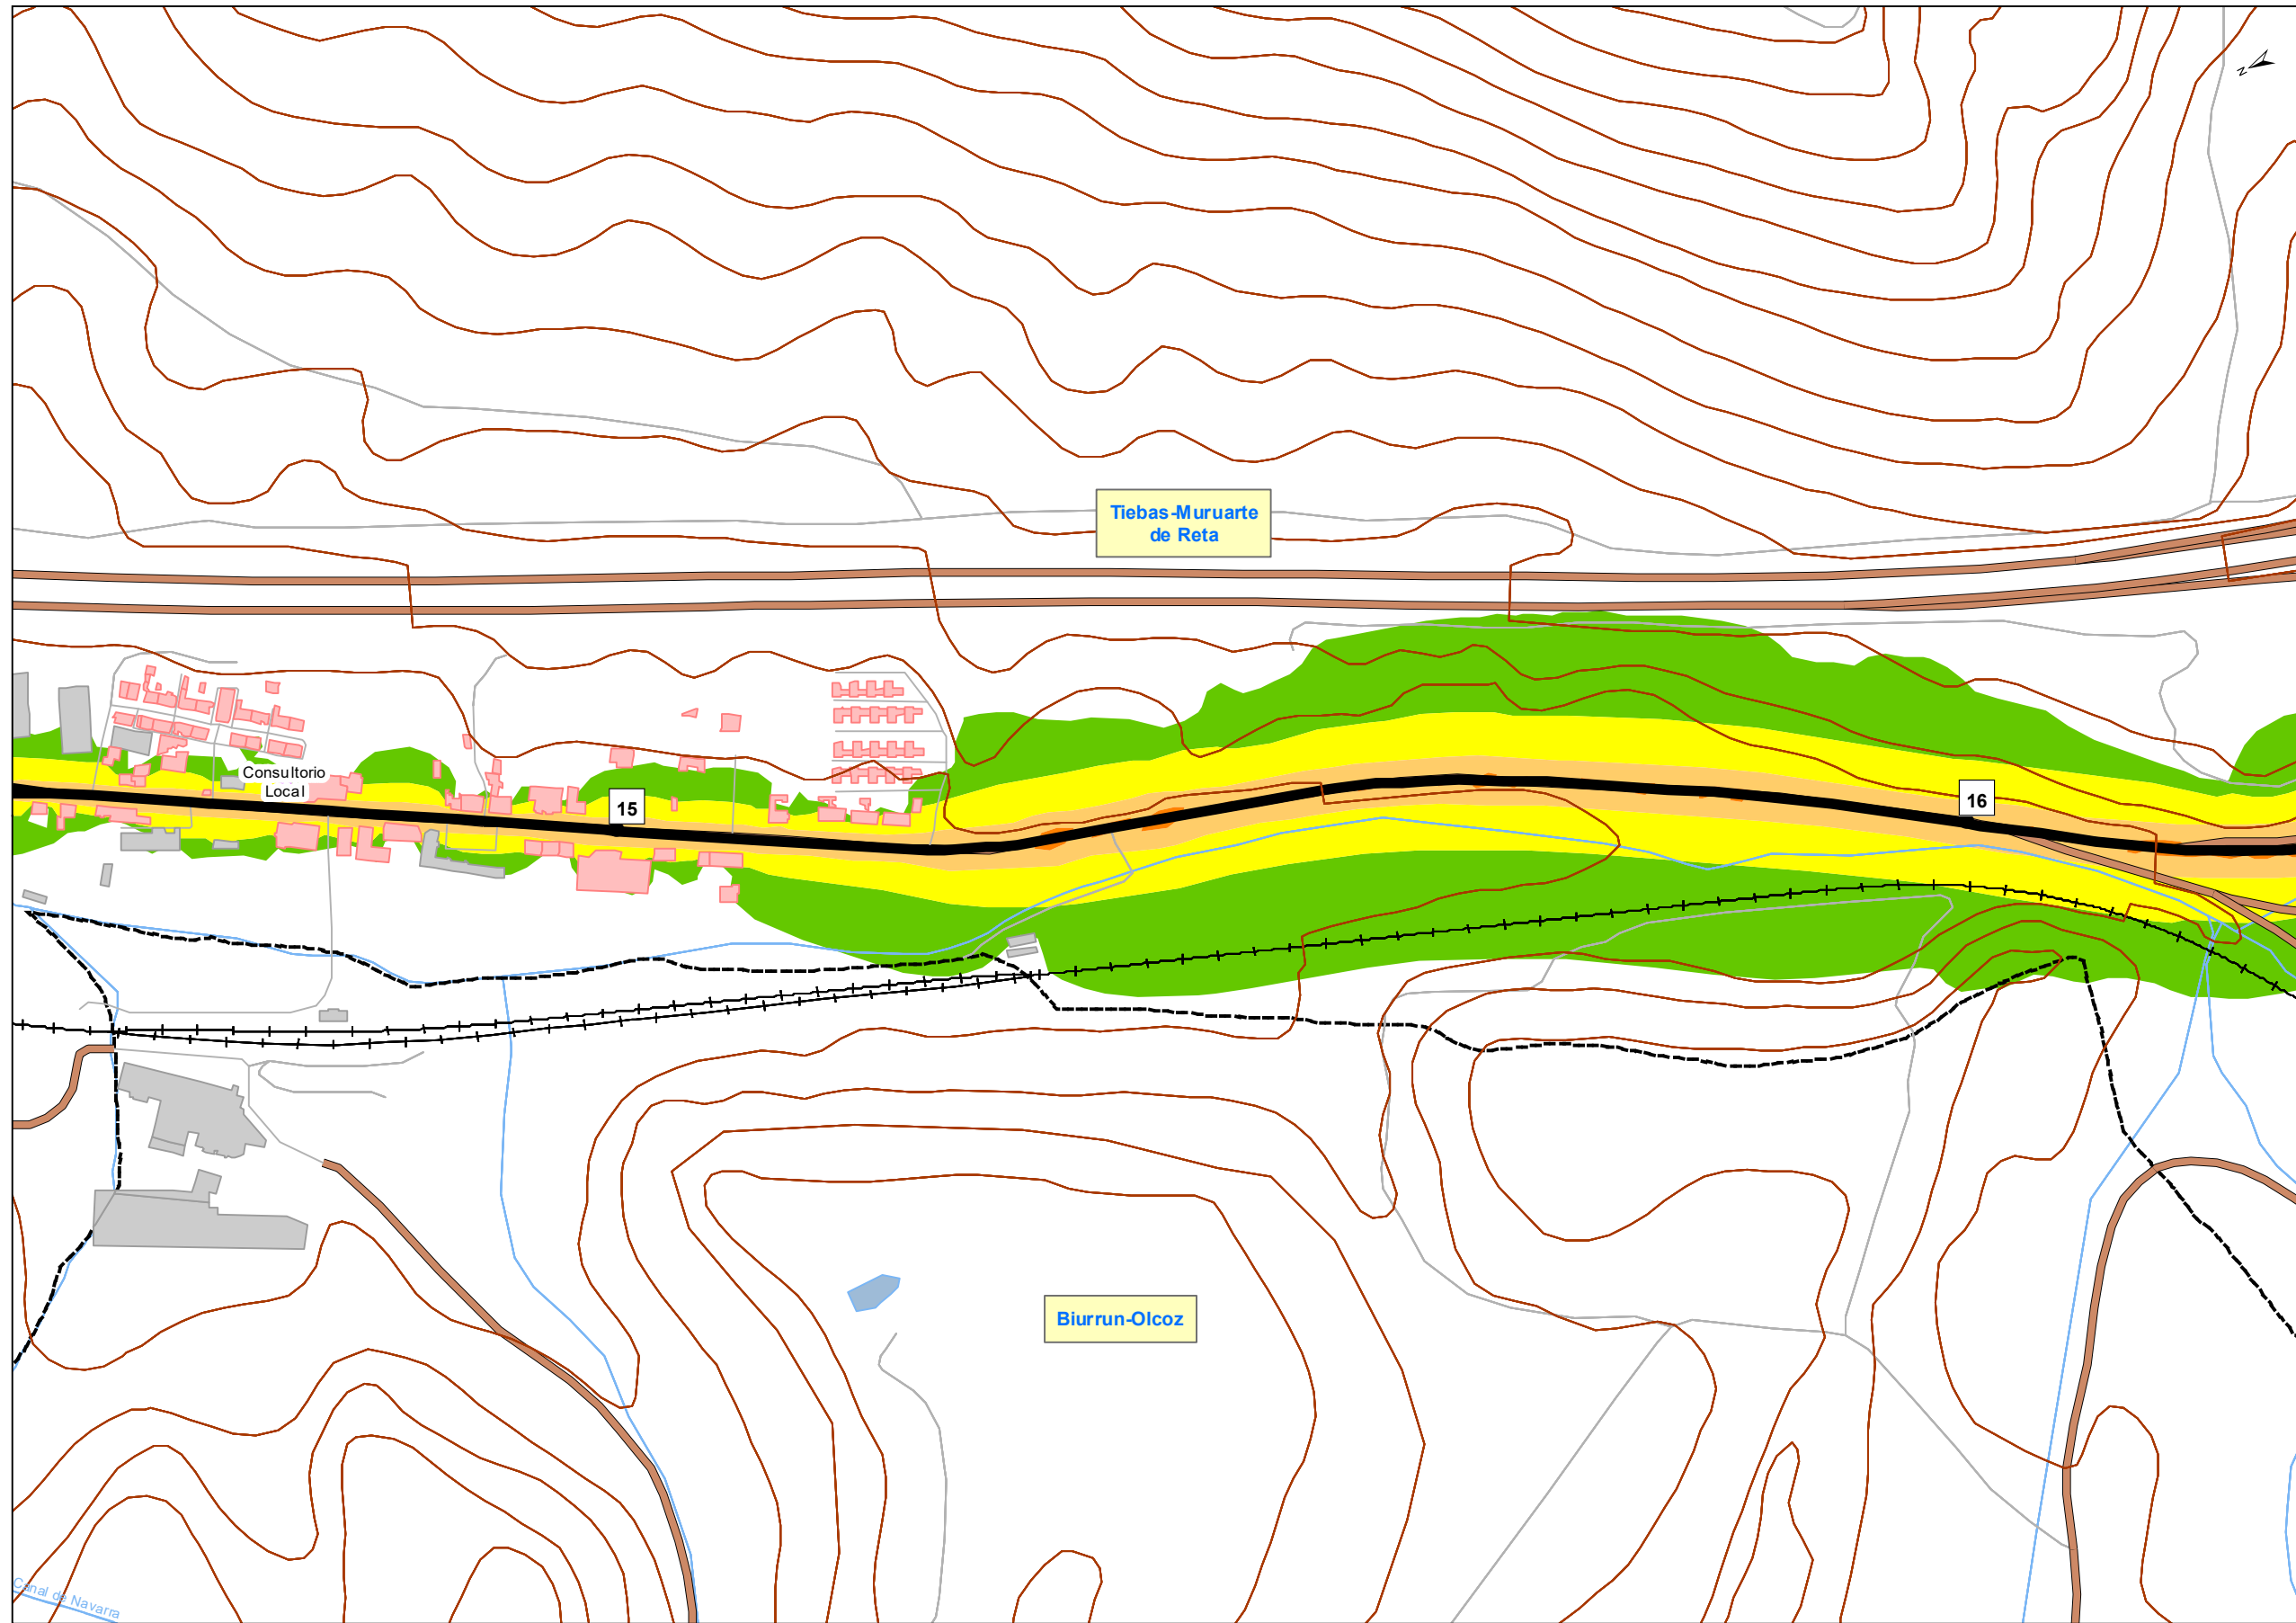 N
Tiebas-Muruarte
de Reta
Consultorio
Local
15
16
Biurrun-Olcoz
Canal de Navarra